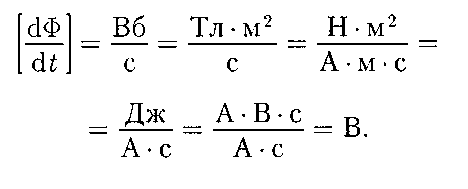 [dΦ/dt] = Вб/с = Тл · м²/с = Н · м²/А · м · с =
= Дж/А · с = А · В · с/А · с = В.